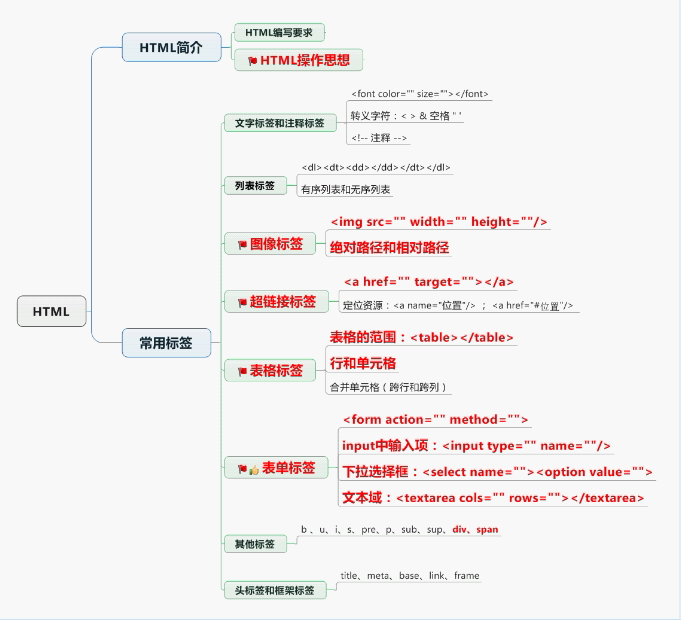 HTML
HTML简介
HTML编写要求
HTML操作思想
常用标签
文字标签和注释标签
<font color="" size=""></font>
转义字符：< > & 空格 " '
<!-- 注释 -->
列表标签
<dl><dt><dd></dd></dt></dl>
有序列表和无序列表
图像标签
<img src="" width="" height=""/>
绝对路径和相对路径
超链接标签
<a href="" target=""></a>
定位资源：<a name="位置"/> ； <a href="#位置"/>
表格标签
表格的范围：<table></table>
行和单元格
合并单元格（跨行和跨列）
表单标签
<form action="" method="">
input中输入项：<input type="" name=""/>
下拉选择框：<select name=""><option value="">
文本域：<textarea cols="" rows=""></textarea>
其他标签
b 、u、i、s、pre、p、sub、sup、div、span
头标签和框架标签
title、meta、base、link、frame